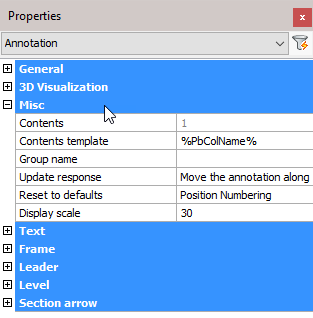 Properties
Annotation
General
3D Visualization
Misc
Contents 1
Contents template %PbColName%
Group name
Update response Move the annotation along
Reset to defaults Position Numbering
Display scale 30
Text
Frame
Leader
Level
Section arrow